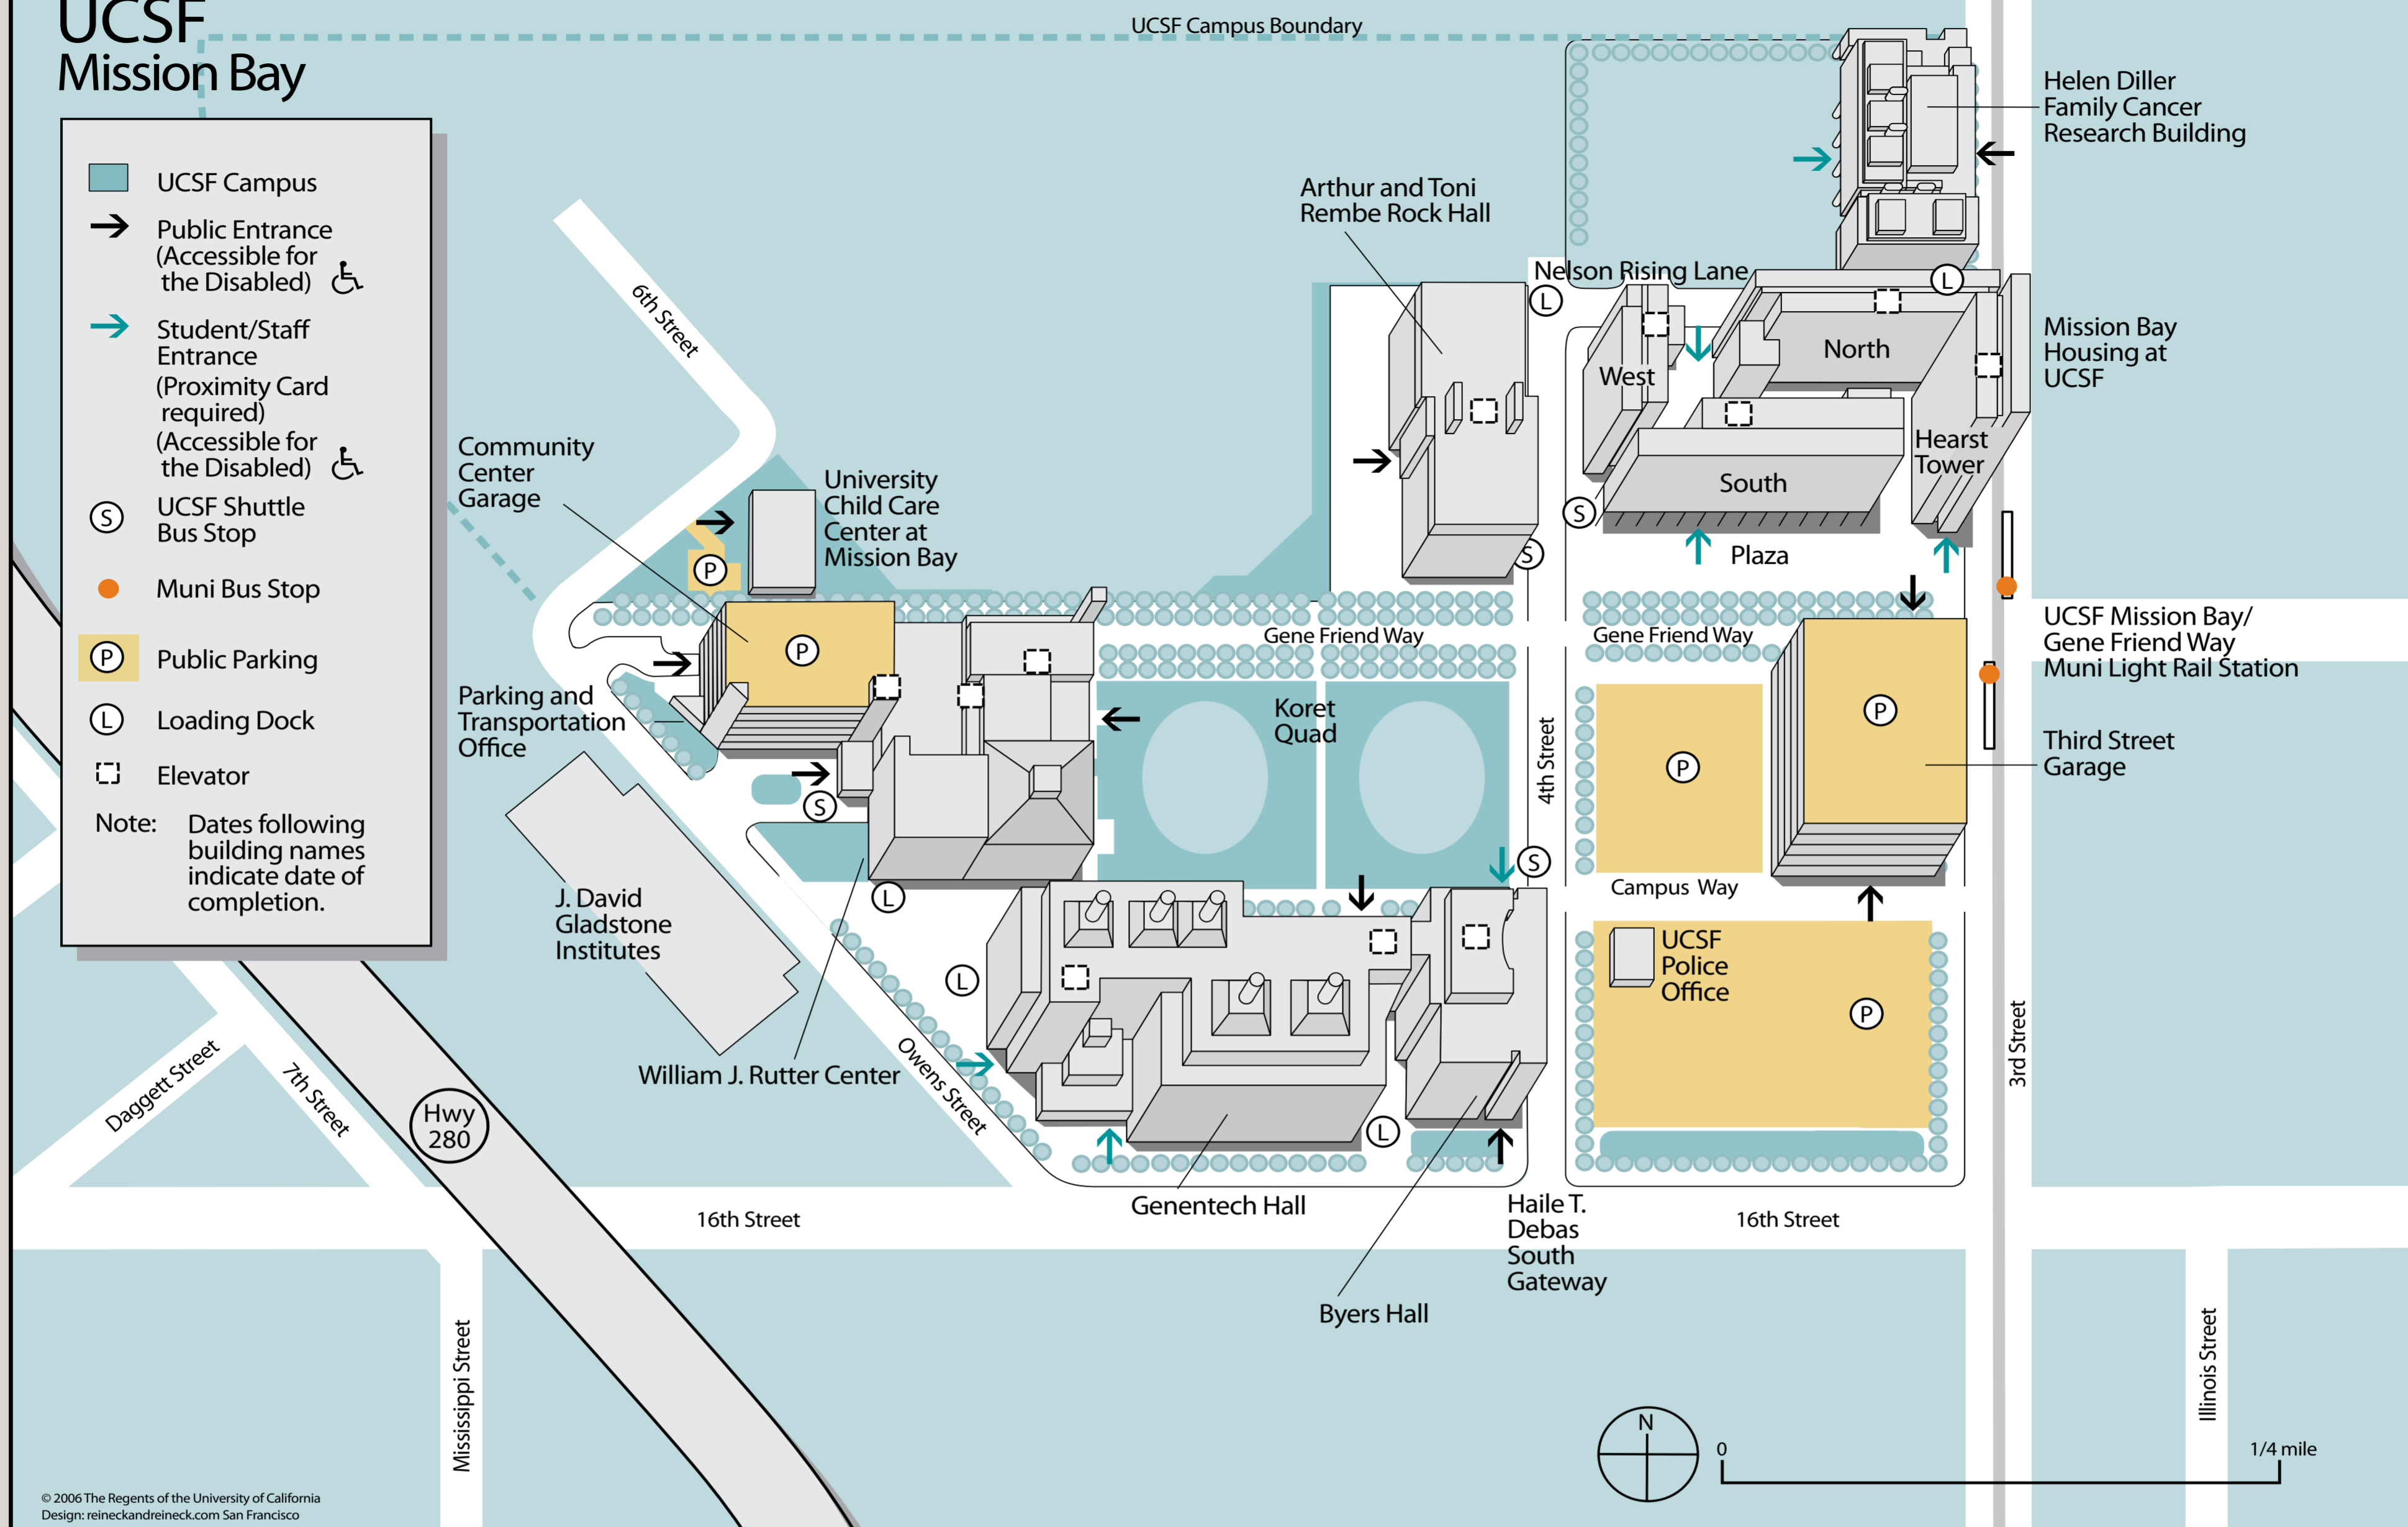 UCSF
Mission Bay
UCSF Campus
Public Entrance
(Accessible for
the Disabled)
Student/Staff
Entrance
(Proximity Card
required)
(Accessible for
the Disabled)
S
UCSF Shuttle
Bus Stop
Muni Bus Stop
P
Public Parking
L
Loading Dock
Elevator
Note: Dates following
building names
indicate date of
completion.
UCSF Campus Boundary
Helen Diller
Family Cancer
Research Building
Arthur and Toni
Rembe Rock Hall
Nelson Rising Lane
L
L
6th Street
North
West
Mission Bay
Housing at
UCSF
Hearst
Tower
South
S
S
Plaza
Community
Center
Garage
University
Child Care
Center at
Mission Bay
P
P
Gene Friend Way
Gene Friend Way
UCSF Mission Bay/
Gene Friend Way
Muni Light Rail Station
Parking and
Transportation
Office
Koret
Quad
4th Street
P
P
Third Street
Garage
S
S
Campus Way
J. David
Gladstone
Institutes
L
L
UCSF
Police
Office
P
3rd Street
William J. Rutter Center
Owens Street
Daggett Street
7th Street
Hwy
280
L
Genentech Hall
16th Street
Haile T.
Debas
South
Gateway
16th Street
Byers Hall
Mississippi Street
Illinois Street
N
0
1/4 mile
© 2006 The Regents of the University of California
Design: reineckandreineck.com San Francisco